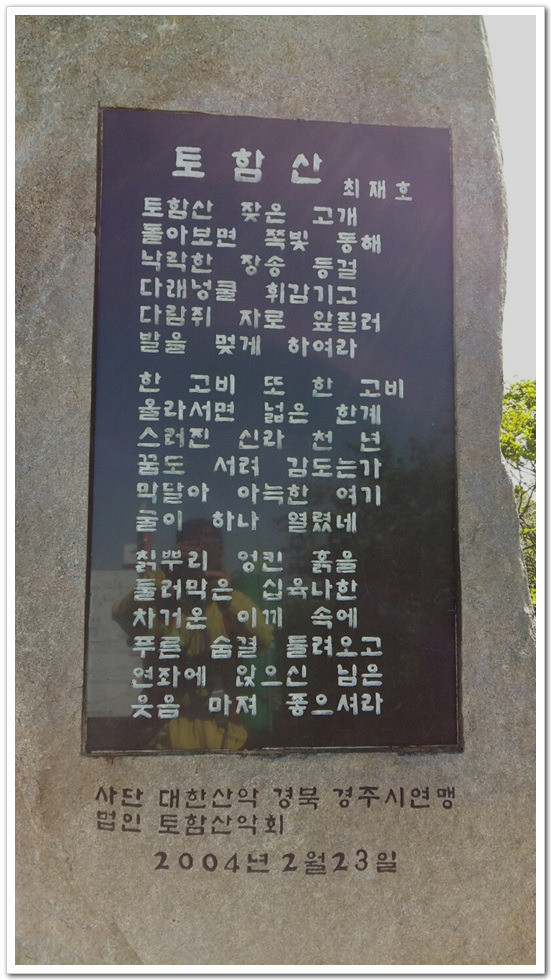 토함산
최재호
토함산 잦은 고개
돌아보면 쪽빛 동해
낙락한 장송 등걸
다래넝쿨 휘감기고
다람쥐 자로 앞질러
발을 멎게 하여라
한 고비 또 한 고비
올라서면 넓은 한계
스러진 신라 천 년
꿈도 서려 감도는가
막달아 아늑한 여기
굴이 하나 열렸네
칡뿌리 엉킨 흙을
둘러막은 십육나한
차거운 이끼 속에
푸른 숨결 들려오고
연좌에 앉으신 님은
웃음 마져 좋으셔라
사단 대한산악 경북 경주시연맹
법인 토함산악회
2004년 2월23일